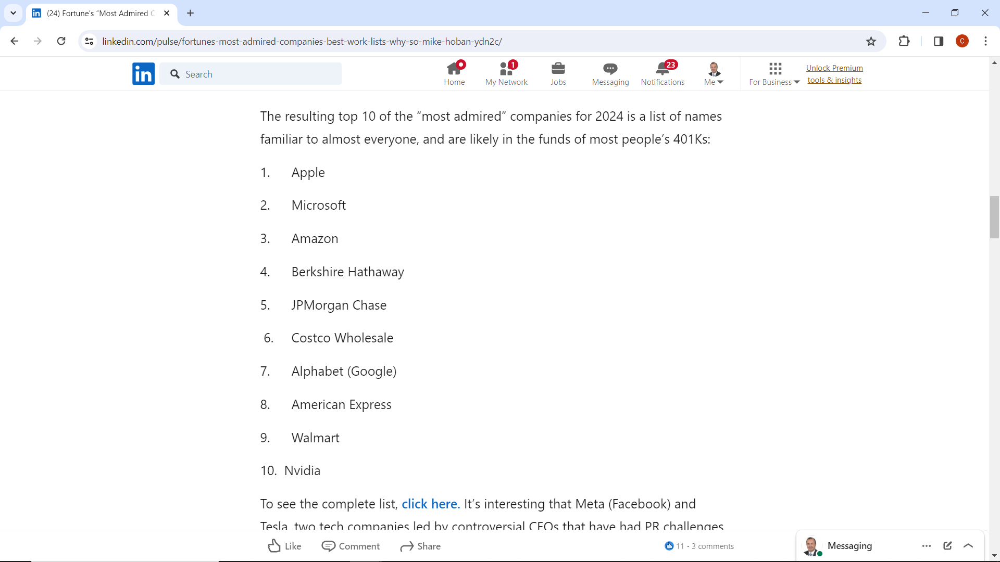 (24) Fortune's “Most Admired C
linkedin.com/pulse/fortunes-most-admired-companies-best-work-lists-why-so-mike-hoban-ydn2c/
C
in
Search
Home
1
My Network
Jobs
Messaging
23
Notifications
Me
For Business
Unlock Premium
tools & insights
The resulting top 10 of the “most admired” companies for 2024 is a list of names
familiar to almost everyone, and are likely in the funds of most people’s 401Ks:
1. Apple
2. Microsoft
3. Amazon
4. Berkshire Hathaway
5. JPMorgan Chase
6. Costco Wholesale
7. Alphabet (Google)
8. American Express
9. Walmart
10. Nvidia
To see the complete list, click here. It’s interesting that Meta (Facebook) and
Tesla, two tech companies led by controversial CEOs that have had PR challenges
Like
Comment
Share
11 · 3 comments
Messaging